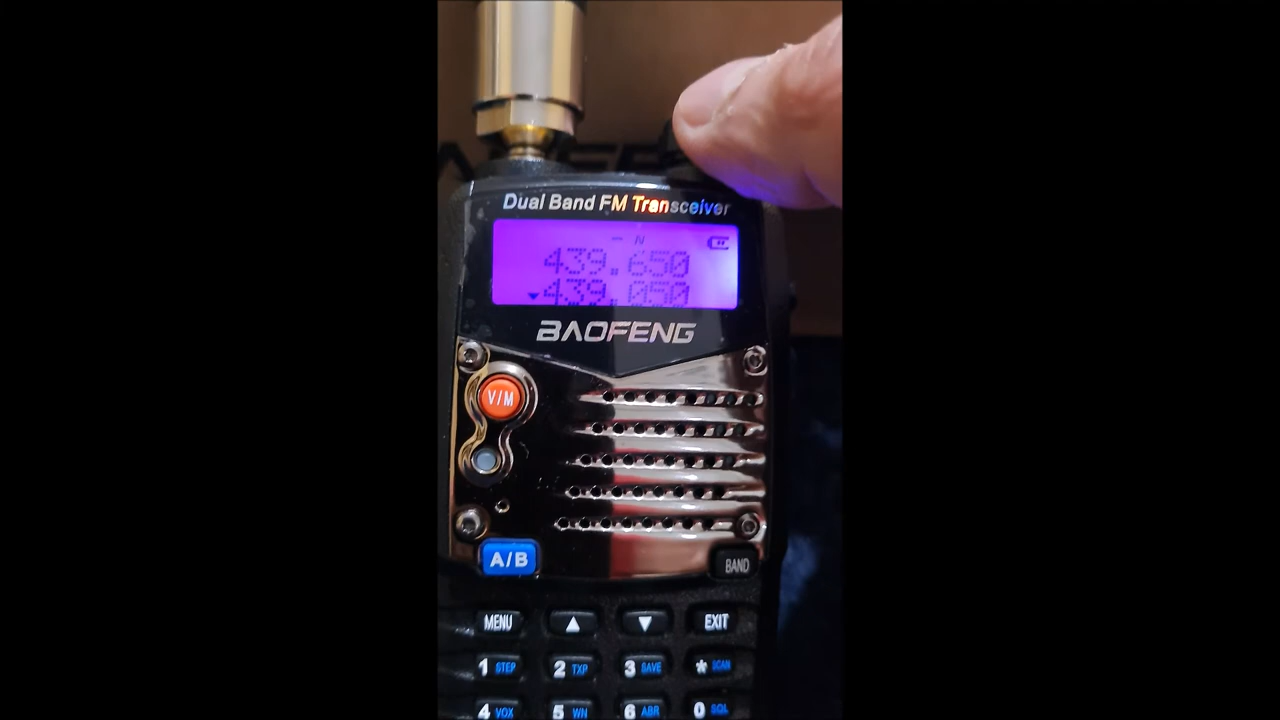 Dual Band FM Transceiver
– N
439.650
▼439.050
BAOFENG
V/M
A/B
BAND
MENU ▲ ▼ EXIT
1 STEP 2 TXP 3 SAVE * SCAN
4 VOX 5 WN 6 ABR 0 SQL